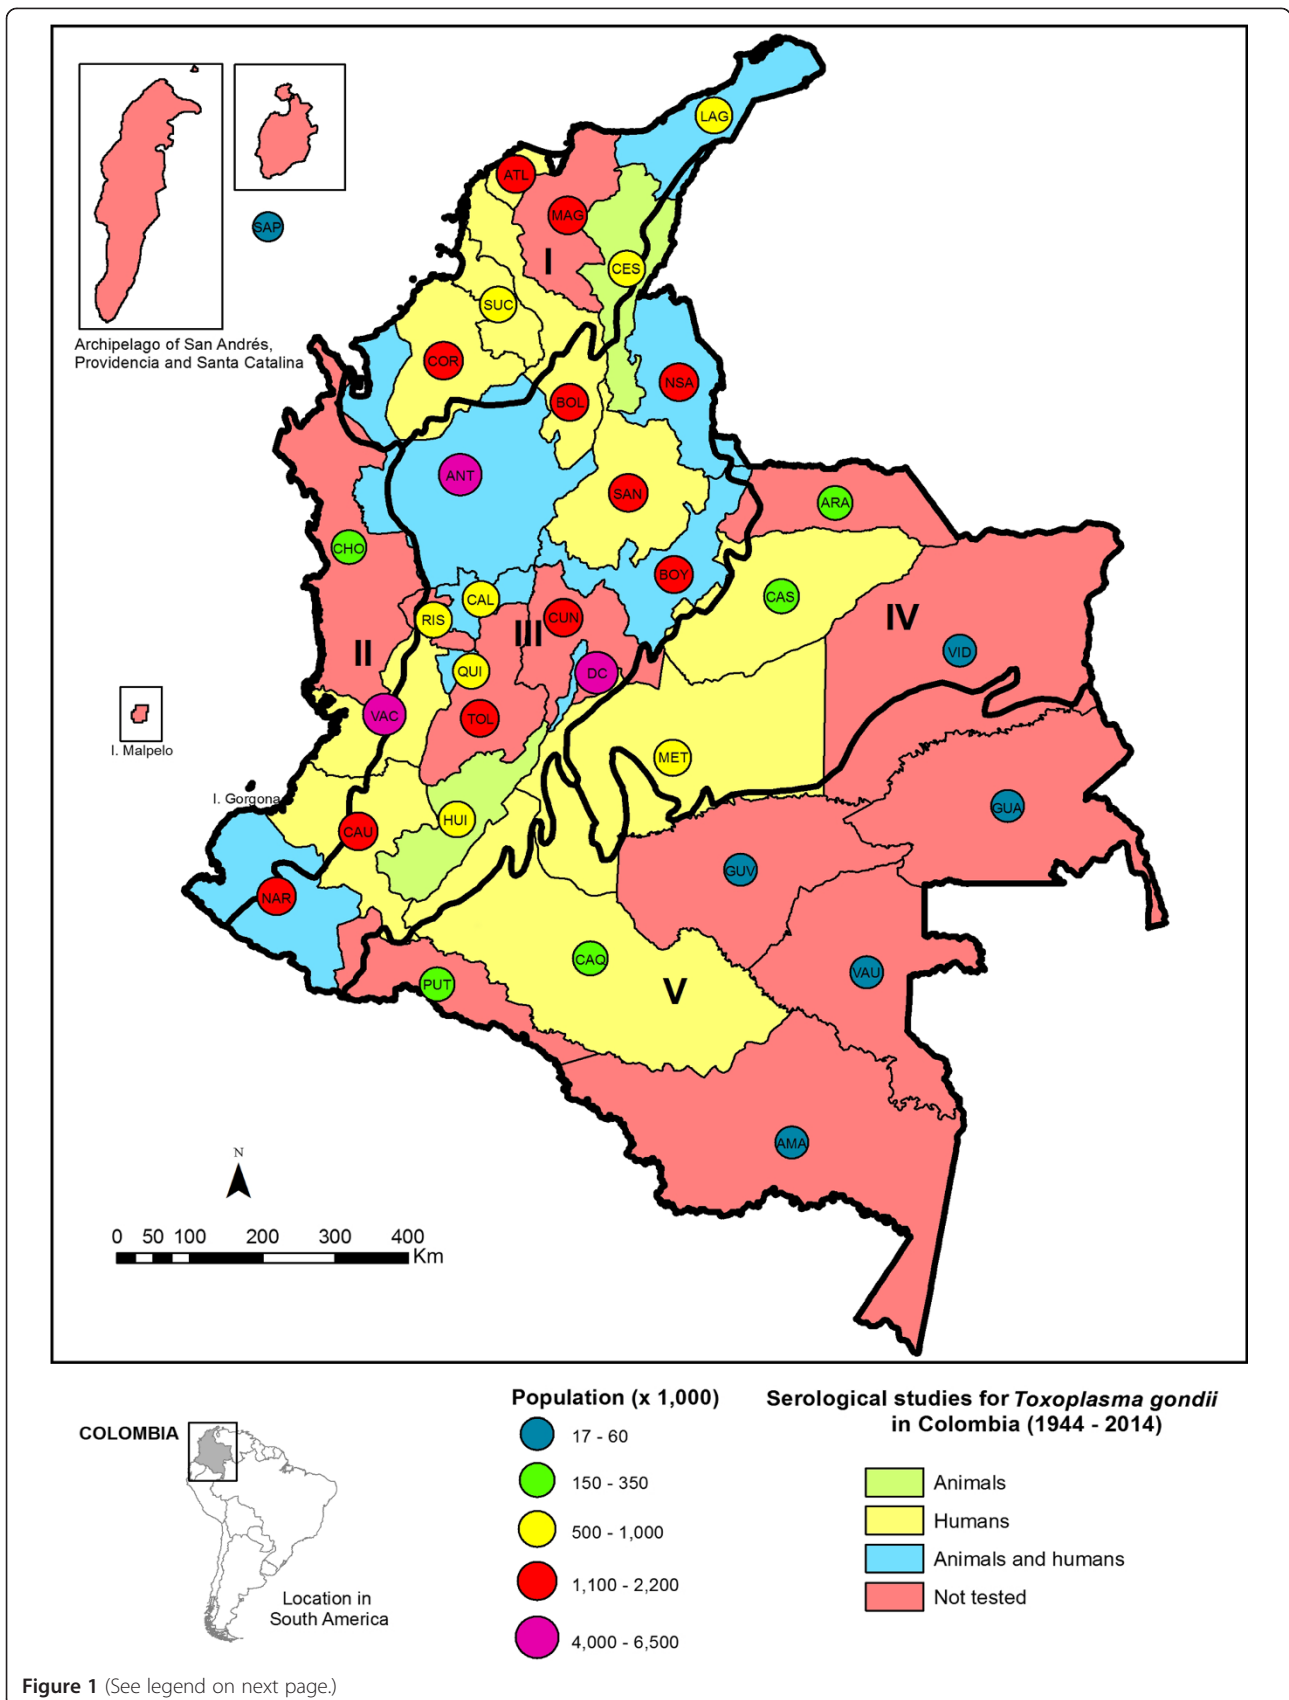 LAG
ATL
MAG
SAP
I
CES
SUC
Archipelago of San Andrés,
Providencia and Santa Catalina
COR
NSA
BOL
ANT
SAN
ARA
CHO
BOY
CAL
CAS
RIS
CUN
IV
III
II
VID
QUI
DC
VAC
TOL
I. Malpelo
MET
I. Gorgona
GUA
HUI
CAU
GUV
NAR
CAQ
VAU
PUT
V
AMA
N
0 50 100 200 300 400
Km
COLOMBIA
Location in
South America
Population (x 1,000)
17 - 60
150 - 350
500 - 1,000
1,100 - 2,200
4,000 - 6,500
Serological studies for Toxoplasma gondii
in Colombia (1944 - 2014)
Animals
Humans
Animals and humans
Not tested
Figure 1 (See legend on next page.)